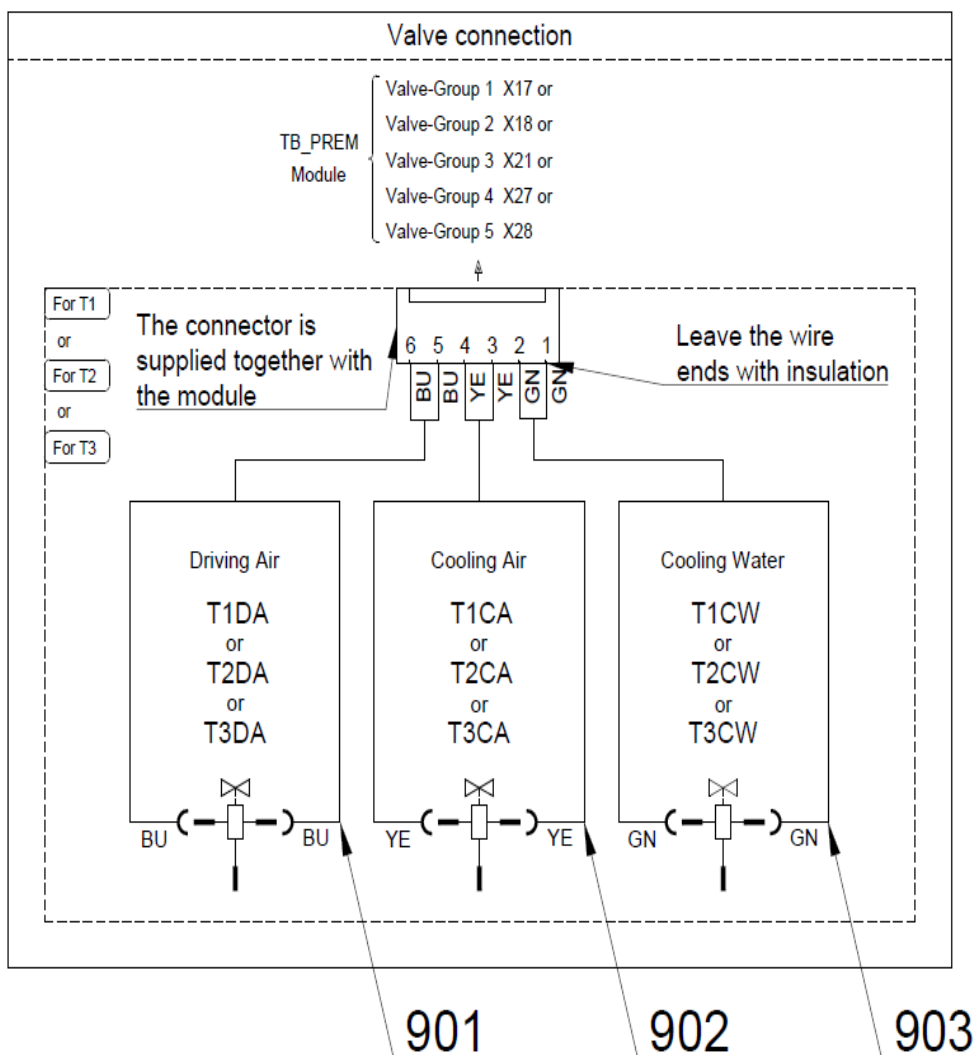 Valve connection
TB_PREM
Module
Valve-Group 1 X17 or
Valve-Group 2 X18 or
Valve-Group 3 X21 or
Valve-Group 4 X27 or
Valve-Group 5 X28
For T1
or
For T2
or
For T3
The connector is
supplied together with
the module
6 5 4 3 2 1
BU BU YE YE GN GN
Leave the wire
ends with insulation
Driving Air
T1DA
or
T2DA
or
T3DA
BU BU
Cooling Air
T1CA
or
T2CA
or
T3CA
YE YE
Cooling Water
T1CW
or
T2CW
or
T3CW
GN GN
901 902 903